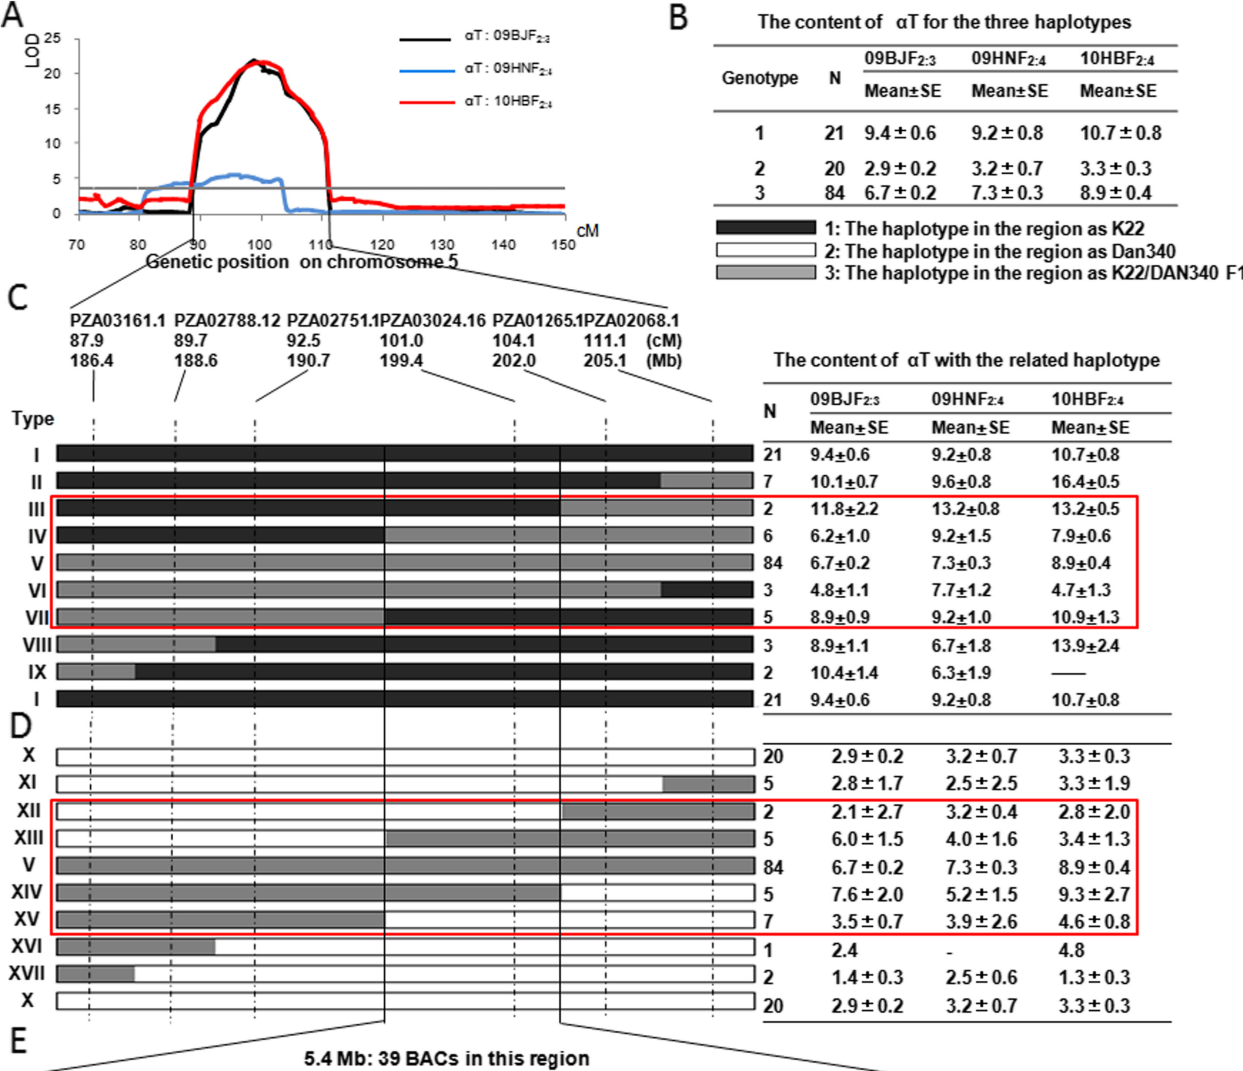 A
LOD
25
20
15
10
5
0
70 80 90 100 110 120 130 140 150 cM
Genetic position on chromosome 5
αT : 09BJF2:3
αT : 09HNF2:4
αT : 10HBF2:4
B
The content of αT for the three haplotypes
Genotype N 09BJF2:3 09HNF2:4 10HBF2:4
Mean±SE Mean±SE Mean±SE
1 21 9.4 ± 0.6 9.2 ± 0.8 10.7 ± 0.8
2 20 2.9 ± 0.2 3.2 ± 0.7 3.3 ± 0.3
3 84 6.7 ± 0.2 7.3 ± 0.3 8.9 ± 0.4
1: The haplotype in the region as K22
2: The haplotype in the region as Dan340
3: The haplotype in the region as K22/DAN340 F1
C
PZA03161.1 PZA02788.12 PZA02751.1 PZA03024.16 PZA01265.1 PZA02068.1
87.9 89.7 92.5 101.0 104.1 111.1 (cM)
186.4 188.6 190.7 199.4 202.0 205.1 (Mb)
The content of αT with the related haplotype
Type N 09BJF2:3 09HNF2:4 10HBF2:4
Mean±SE Mean±SE Mean±SE
I 21 9.4±0.6 9.2±0.8 10.7±0.8
II 7 10.1±0.7 9.6±0.8 16.4±0.5
III 2 11.8±2.2 13.2±0.8 13.2±0.5
IV 6 6.2±1.0 9.2±1.5 7.9±0.6
V 84 6.7±0.2 7.3±0.3 8.9±0.4
VI 3 4.8±1.1 7.7±1.2 4.7±1.3
VII 5 8.9±0.9 9.2±1.0 10.9±1.3
VIII 3 8.9±1.1 6.7±1.8 13.9±2.4
IX 2 10.4±1.4 6.3±1.9 ——
I 21 9.4±0.6 9.2±0.8 10.7±0.8
D
X 20 2.9 ± 0.2 3.2 ± 0.7 3.3 ± 0.3
XI 5 2.8 ± 1.7 2.5 ± 2.5 3.3 ± 1.9
XII 2 2.1 ± 2.7 3.2 ± 0.4 2.8 ± 2.0
XIII 5 6.0 ± 1.5 4.0 ± 1.6 3.4 ± 1.3
V 84 6.7 ± 0.2 7.3 ± 0.3 8.9 ± 0.4
XIV 5 7.6 ± 2.0 5.2 ± 1.5 9.3 ± 2.7
XV 7 3.5 ± 0.7 3.9 ± 2.6 4.6 ± 0.8
XVI 1 2.4 - 4.8
XVII 2 1.4 ± 0.3 2.5 ± 0.6 1.3 ± 0.3
X 20 2.9 ± 0.2 3.2 ± 0.7 3.3 ± 0.3
E
5.4 Mb: 39 BACs in this region